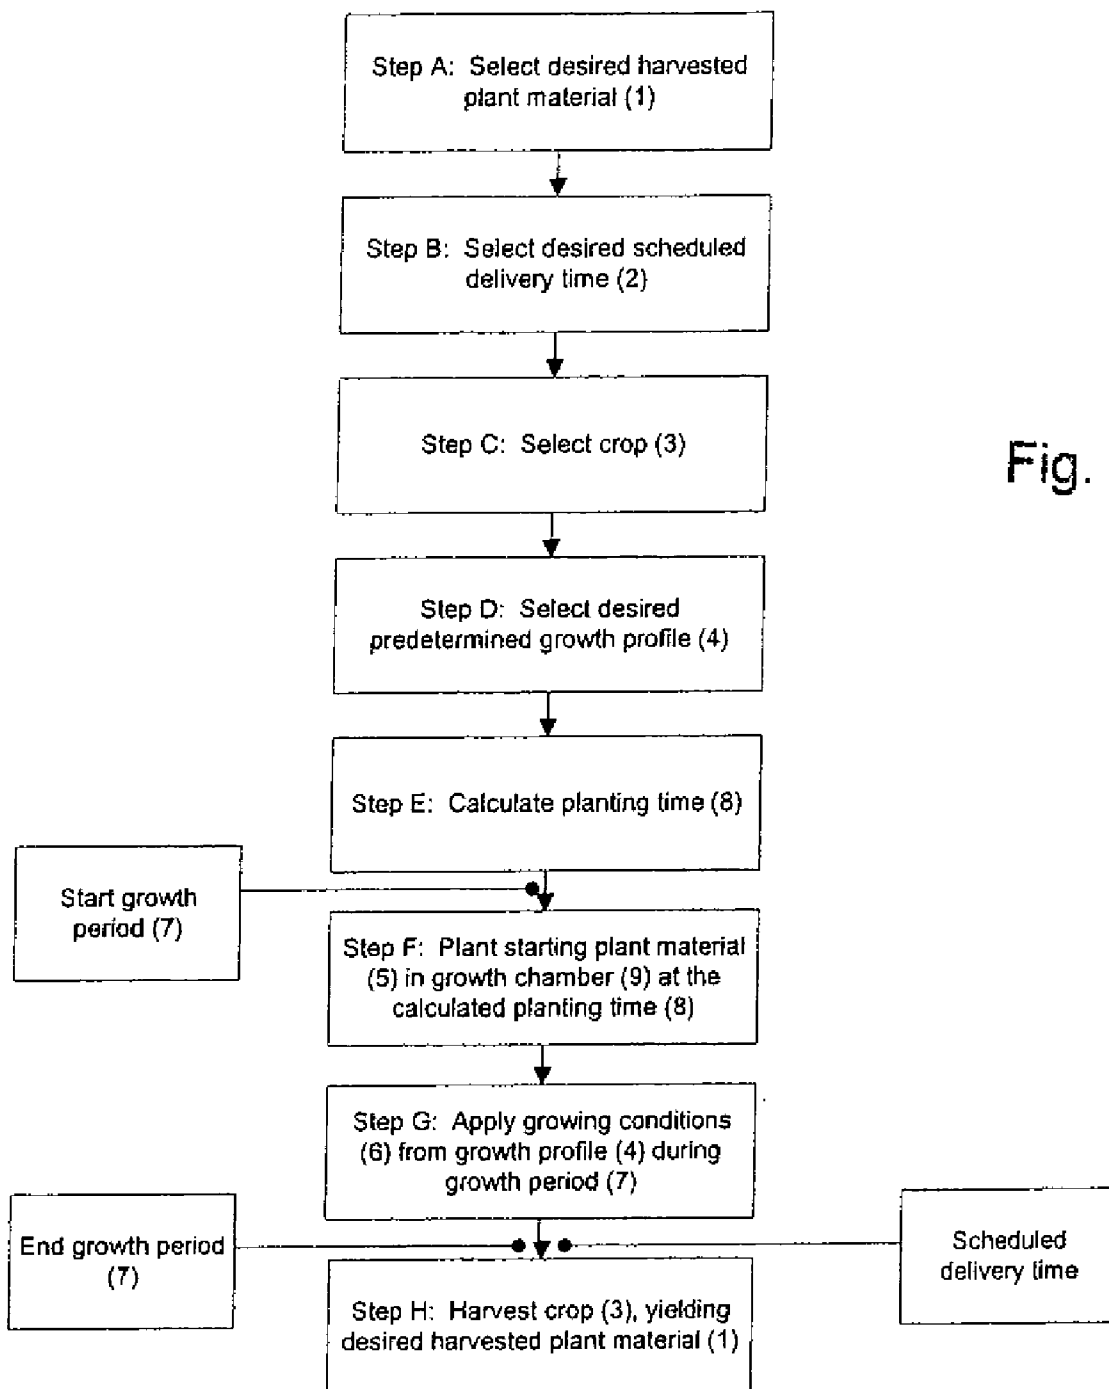 Step A: Select desired harvested
plant material (1)
Step B: Select desired scheduled
delivery time (2)
Step C: Select crop (3)
Fig.
Step D: Select desired
predetermined growth profile (4)
Step E: Calculate planting time (8)
Start growth
period (7)
Step F: Plant starting plant material
(5) in growth chamber (9) at the
calculated planting time (8)
Step G: Apply growing conditions
(6) from growth profile (4) during
growth period (7)
End growth period
(7)
Scheduled
delivery time
Step H: Harvest crop (3), yielding
desired harvested plant material (1)